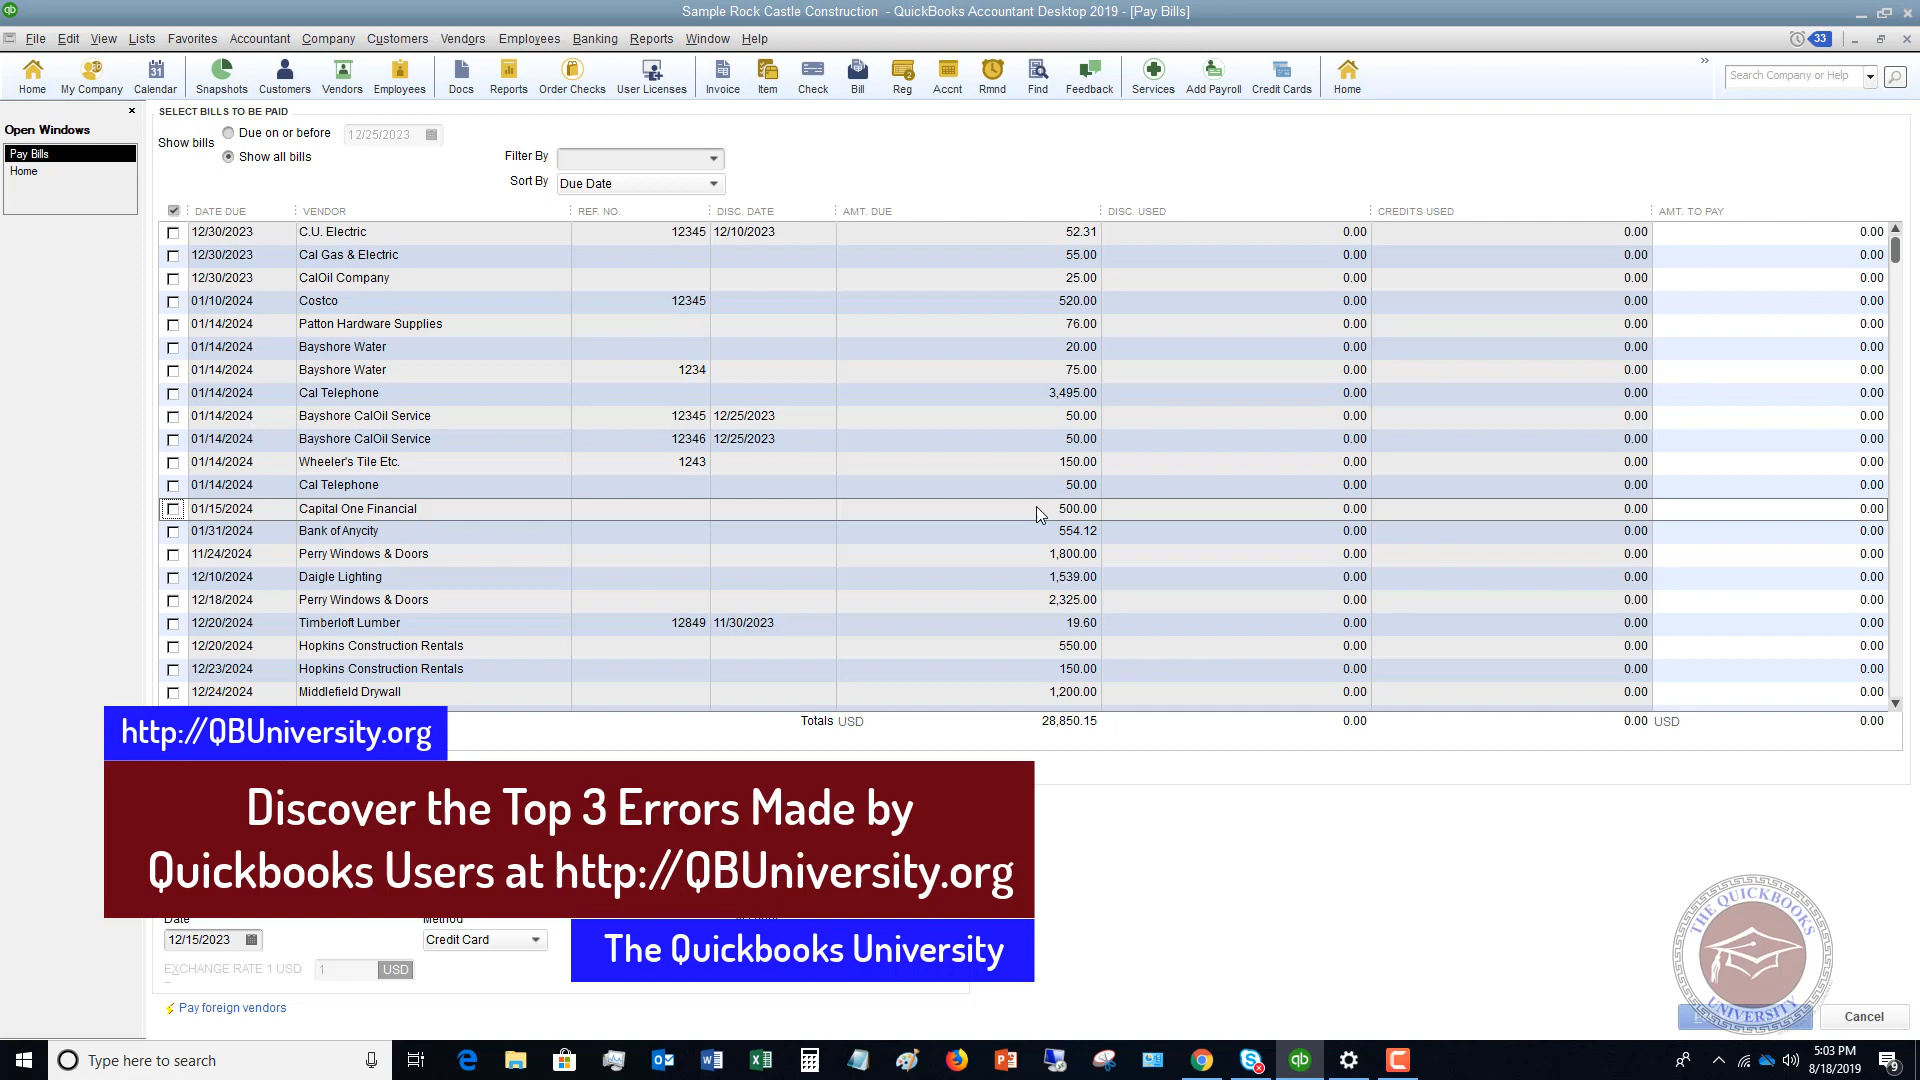 Sample Rock Castle Construction - QuickBooks Accountant Desktop 2019 - [Pay Bills]
File Edit View Lists Favorites Accountant Company Customers Vendors Employees Banking Reports Window Help 33
Home My Company Calendar Snapshots Customers Vendors Employees Docs Reports Order Checks User Licenses Invoice Item Check Bill Reg Accnt Rmnd Find Feedback Services Add Payroll Credit Cards Home Search Company or Help
SELECT BILLS TO BE PAID
Open Windows
Pay Bills
Home
Show bills
Due on or before 12/25/2023
Show all bills
Filter By
Sort By Due Date
DATE DUE VENDOR REF. NO. DISC. DATE AMT. DUE DISC. USED CREDITS USED AMT. TO PAY
12/30/2023 C.U. Electric 12345 12/10/2023 52.31 0.00 0.00 0.00
12/30/2023 Cal Gas & Electric 55.00 0.00 0.00 0.00
12/30/2023 CalOil Company 25.00 0.00 0.00 0.00
01/10/2024 Costco 12345 520.00 0.00 0.00 0.00
01/14/2024 Patton Hardware Supplies 76.00 0.00 0.00 0.00
01/14/2024 Bayshore Water 20.00 0.00 0.00 0.00
01/14/2024 Bayshore Water 1234 75.00 0.00 0.00 0.00
01/14/2024 Cal Telephone 3,495.00 0.00 0.00 0.00
01/14/2024 Bayshore CalOil Service 12345 12/25/2023 50.00 0.00 0.00 0.00
01/14/2024 Bayshore CalOil Service 12346 12/25/2023 50.00 0.00 0.00 0.00
01/14/2024 Wheeler's Tile Etc. 1243 150.00 0.00 0.00 0.00
01/14/2024 Cal Telephone 50.00 0.00 0.00 0.00
01/15/2024 Capital One Financial 500.00 0.00 0.00 0.00
01/31/2024 Bank of Anycity 554.12 0.00 0.00 0.00
11/24/2024 Perry Windows & Doors 1,800.00 0.00 0.00 0.00
12/10/2024 Daigle Lighting 1,539.00 0.00 0.00 0.00
12/18/2024 Perry Windows & Doors 2,325.00 0.00 0.00 0.00
12/20/2024 Timberloft Lumber 12849 11/30/2023 19.60 0.00 0.00 0.00
12/20/2024 Hopkins Construction Rentals 550.00 0.00 0.00 0.00
12/23/2024 Hopkins Construction Rentals 150.00 0.00 0.00 0.00
12/24/2024 Middlefield Drywall 1,200.00 0.00 0.00 0.00
Totals USD 28,850.15 0.00 0.00 USD 0.00
http://QBUniversity.org
Discover the Top 3 Errors Made by
Quickbooks Users at http://QBUniversity.org
The Quickbooks University
Date Method
12/15/2023 Credit Card
EXCHANGE RATE 1 USD 1 USD
Pay foreign vendors
THE QUICKBOOKS
UNIVERSITY
Cancel
Type here to search
5:03 PM
8/18/2019
9